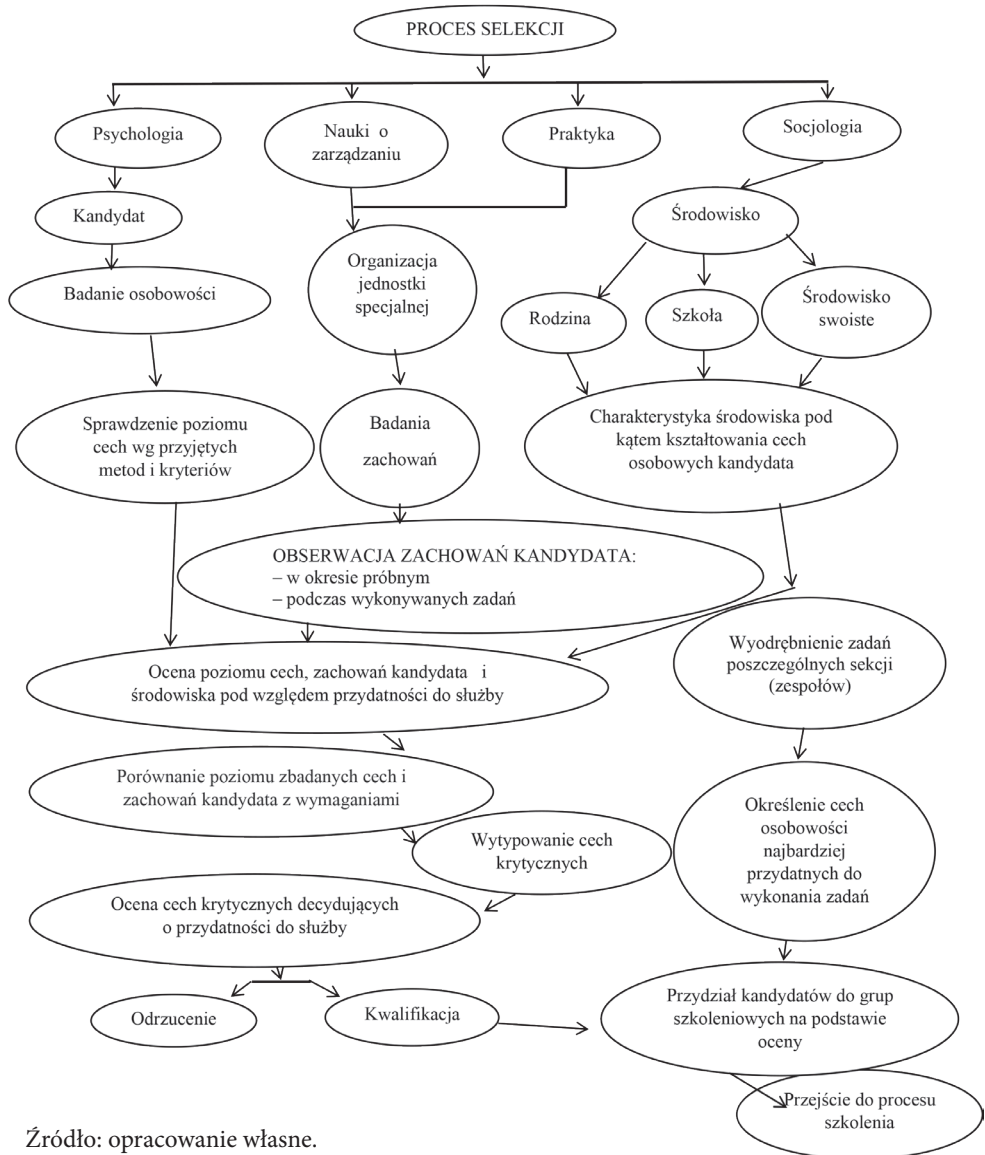 PROCES SELEKCJI
Psychologia
Nauki o
zarządzaniu
Praktyka
Socjologia
Kandydat
Środowisko
Badanie osobowości
Organizacja
jednostki
specjalnej
Rodzina
Szkoła
Środowisko
swoiste
Sprawdzenie poziomu
cech wg przyjętych
metod i kryteriów
Badania
zachowań
Charakterystyka środowiska pod
kątem kształtowania cech
osobowych kandydata
OBSERWACJA ZACHOWAŃ KANDYDATA:
– w okresie próbnym
– podczas wykonywanych zadań
Ocena poziomu cech, zachowań kandydata i
środowiska pod względem przydatności do służby
Wyodrębnienie zadań
poszczególnych sekcji
(zespołów)
Porównanie poziomu zbadanych cech i
zachowań kandydata z wymaganiami
Wytypowanie cech
krytycznych
Określenie cech
osobowości
najbardziej
przydatnych do
wykonania zadań
Ocena cech krytycznych decydujących
o przydatności do służby
Odrzucenie
Kwalifikacja
Przydział kandydatów do grup
szkoleniowych na podstawie
oceny
Przejście do procesu
szkolenia
Źródło: opracowanie własne.